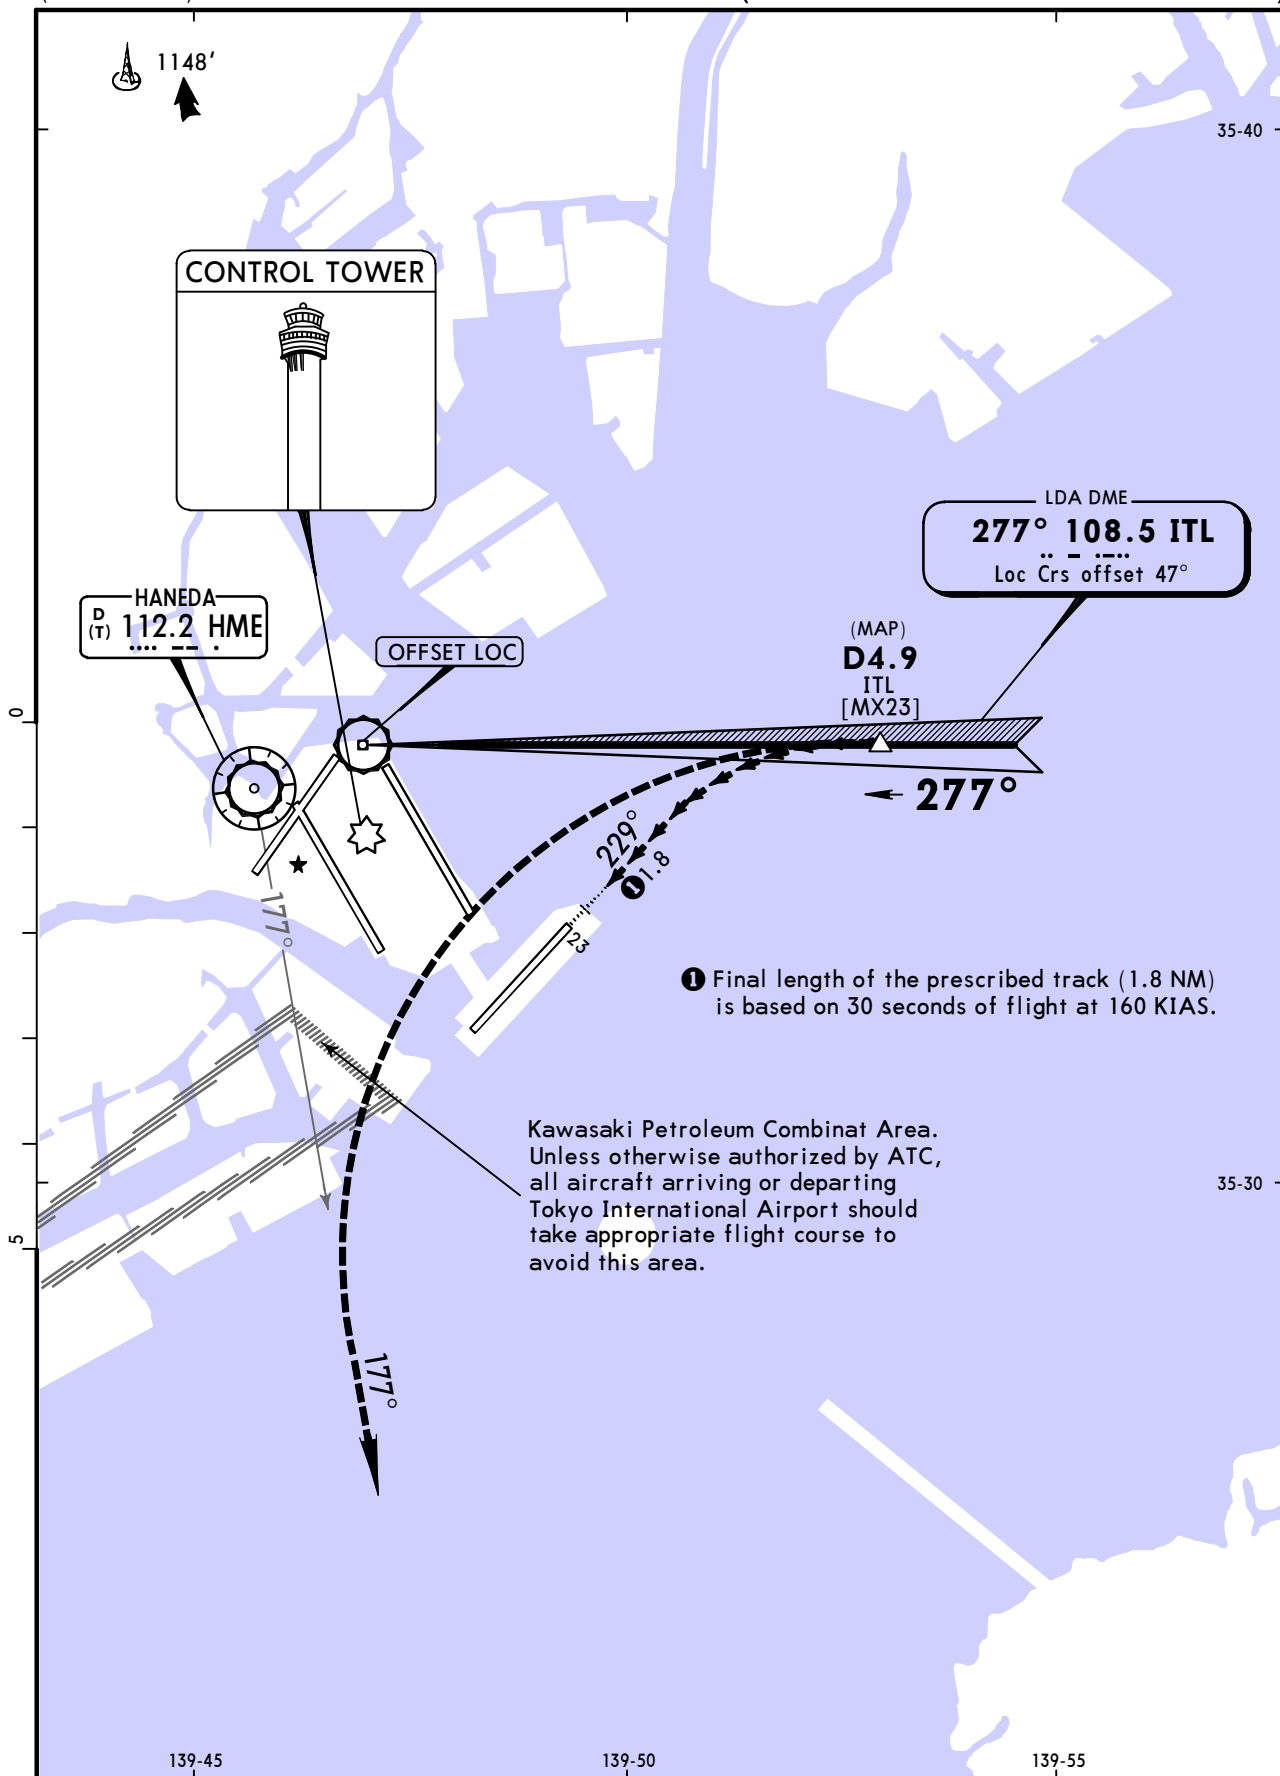 1148'
35-40
CONTROL TOWER
LDA DME
277° 108.5 ITL
Loc Crs offset 47°
HANEDA
D
(T) 112.2 HME
OFFSET LOC
(MAP)
D4.9
ITL
[MX23]
0
277°
229°
1 1.8
177°
23
1 Final length of the prescribed track (1.8 NM)
is based on 30 seconds of flight at 160 KIAS.
Kawasaki Petroleum Combinat Area.
Unless otherwise authorized by ATC,
all aircraft arriving or departing
Tokyo International Airport should
take appropriate flight course to
avoid this area.
35-30
5
177°
139-45
139-50
139-55